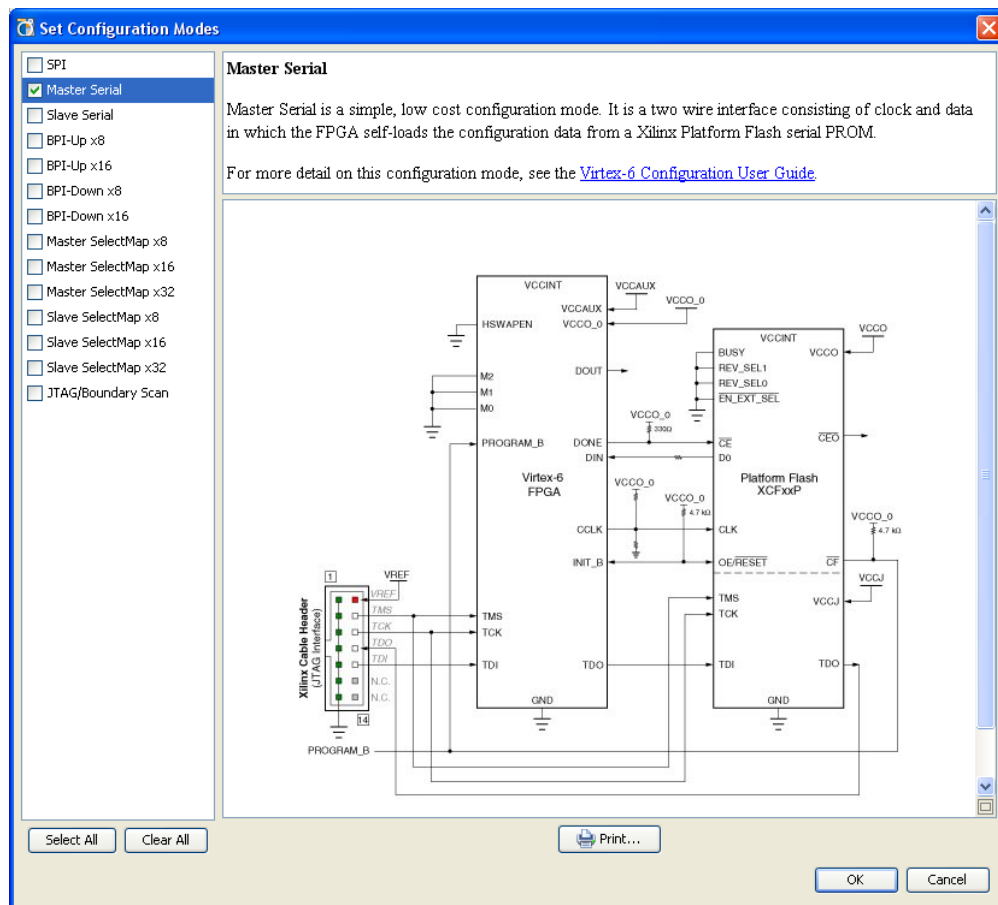 Set Configuration Modes
SPI
Master Serial
Slave Serial
BPI-Up x8
BPI-Up x16
BPI-Down x8
BPI-Down x16
Master SelectMap x8
Master SelectMap x16
Master SelectMap x32
Slave SelectMap x8
Slave SelectMap x16
Slave SelectMap x32
JTAG/Boundary Scan
Select All
Clear All
Master Serial
Master Serial is a simple, low cost configuration mode. It is a two wire interface consisting of clock and data
in which the FPGA self-loads the configuration data from a Xilinx Platform Flash serial PROM.
For more detail on this configuration mode, see the Virtex-6 Configuration User Guide.
VCCINT
VCCAUX
VCCAUX
VCCO_0
HSWAPEN
VCCO_0
DOUT
M2
M1
M0
PROGRAM_B
DONE
DIN
Virtex-6
FPGA
CCLK
INIT_B
TMS
TCK
TDI
TDO
GND
VCCO_0
330Ω
VCCO_0
VCCO_0
4.7 kΩ
VCCINT
VCCO
BUSY
VCCO
REV_SEL1
REV_SEL0
EN_EXT_SEL
CE
CEO
D0
Platform Flash
XCFxxP
CLK
VCCO_0
4.7 kΩ
OE/RESET
CF
VCCJ
TMS
VCCJ
TCK
TDI
TDO
GND
1
VREF
VREF
TMS
TCK
TDO
TDI
N.C.
N.C.
14
Xilinx Cable Header
(JTAG Interface)
PROGRAM_B
Print...
OK
Cancel